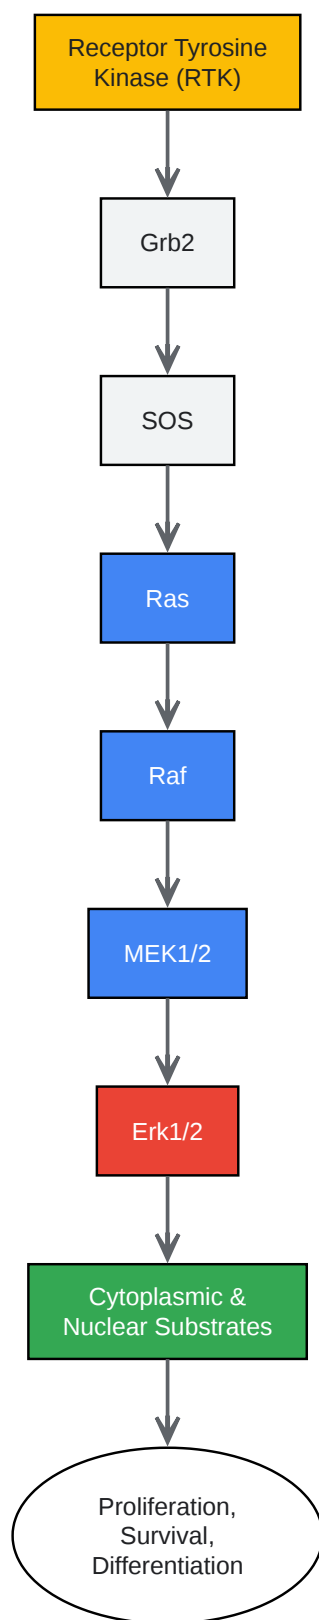 Receptor Tyrosine
Kinase (RTK)
Grb2
SOS
Ras
Raf
MEK1/2
Erk1/2
Cytoplasmic &
Nuclear Substrates
Proliferation,
Survival,
Differentiation